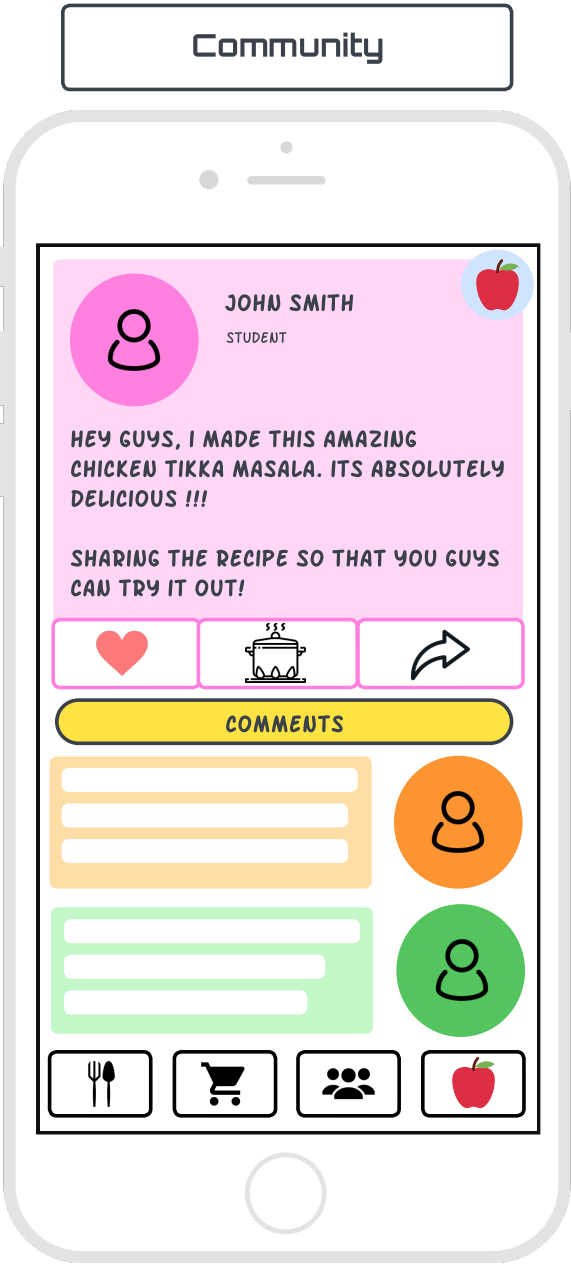 Community
JOHN SMITH
STUDENT
HEY GUYS, I MADE THIS AMAZING
CHICKEN TIKKA MASALA. ITS ABSOLUTELY
DELICIOUS !!!
SHARING THE RECIPE SO THAT YOU GUYS
CAN TRY IT OUT!
COMMENTS